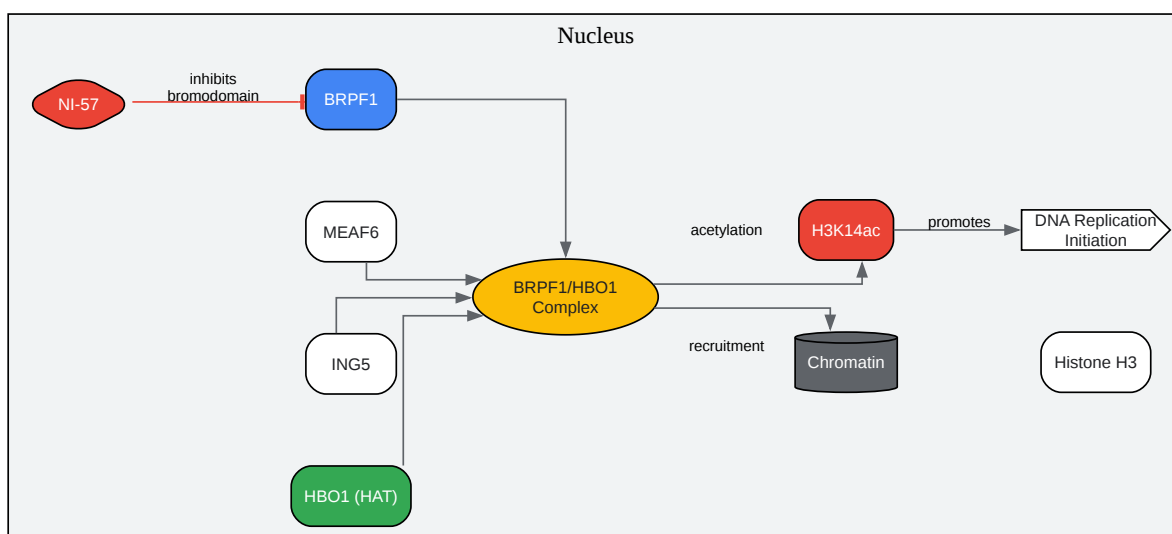 Nucleus
NI-57
inhibits
bromodomain
BRPF1
MEAF6
acetylation
H3K14ac
promotes
DNA Replication
Initiation
BRPF1/HBO1
Complex
recruitment
ING5
Chromatin
Histone H3
HBO1 (HAT)